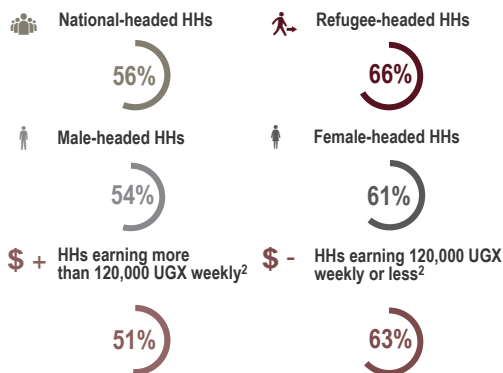 National-headed HHs
Refugee-headed HHs
56%
66%
Male-headed HHs
Female-headed HHs
54%
61%
$ + HHs earning more
than 120,000 UGX weekly²
$ - HHs earning 120,000 UGX
weekly or less²
51%
63%